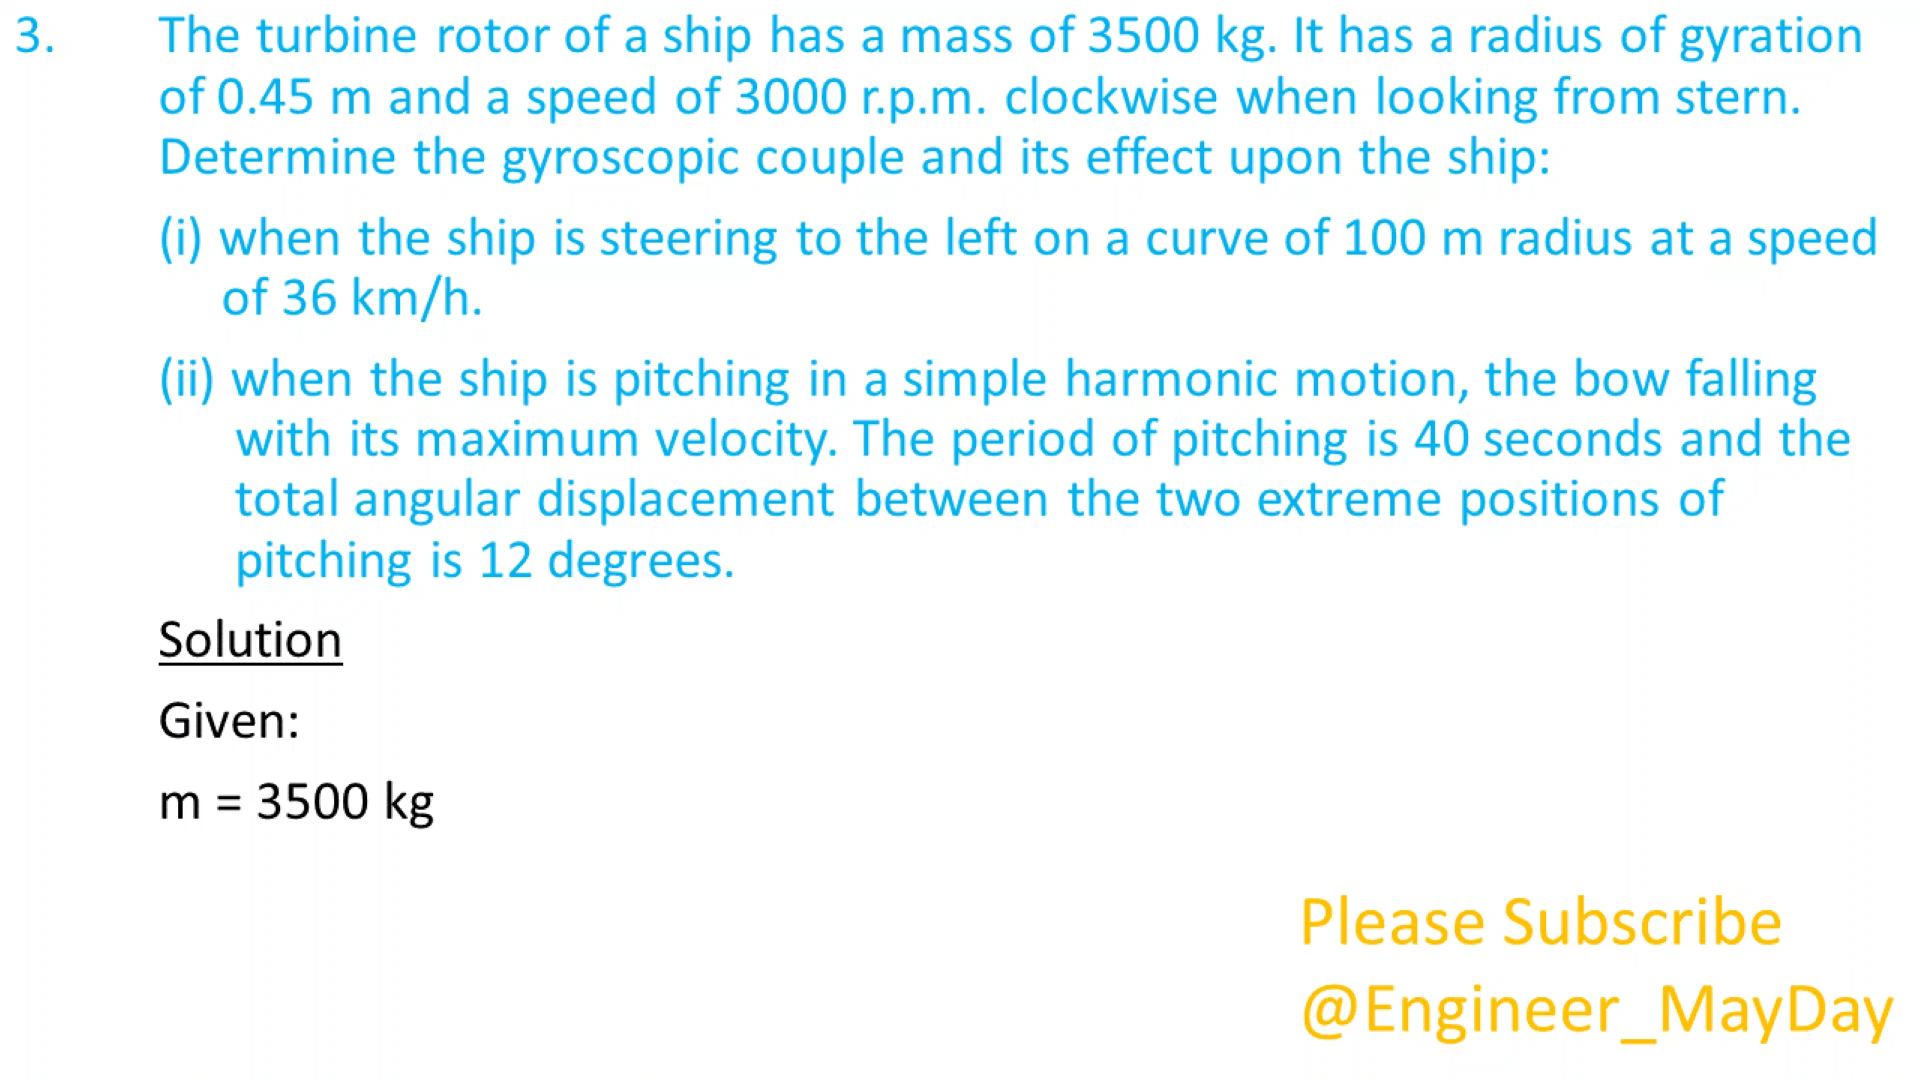 3. The turbine rotor of a ship has a mass of 3500 kg. It has a radius of gyration
of 0.45 m and a speed of 3000 r.p.m. clockwise when looking from stern.
Determine the gyroscopic couple and its effect upon the ship:
(i) when the ship is steering to the left on a curve of 100 m radius at a speed
of 36 km/h.
(ii) when the ship is pitching in a simple harmonic motion, the bow falling
with its maximum velocity. The period of pitching is 40 seconds and the
total angular displacement between the two extreme positions of
pitching is 12 degrees.
Solution
Given:
m = 3500 kg
Please Subscribe
@Engineer_MayDay